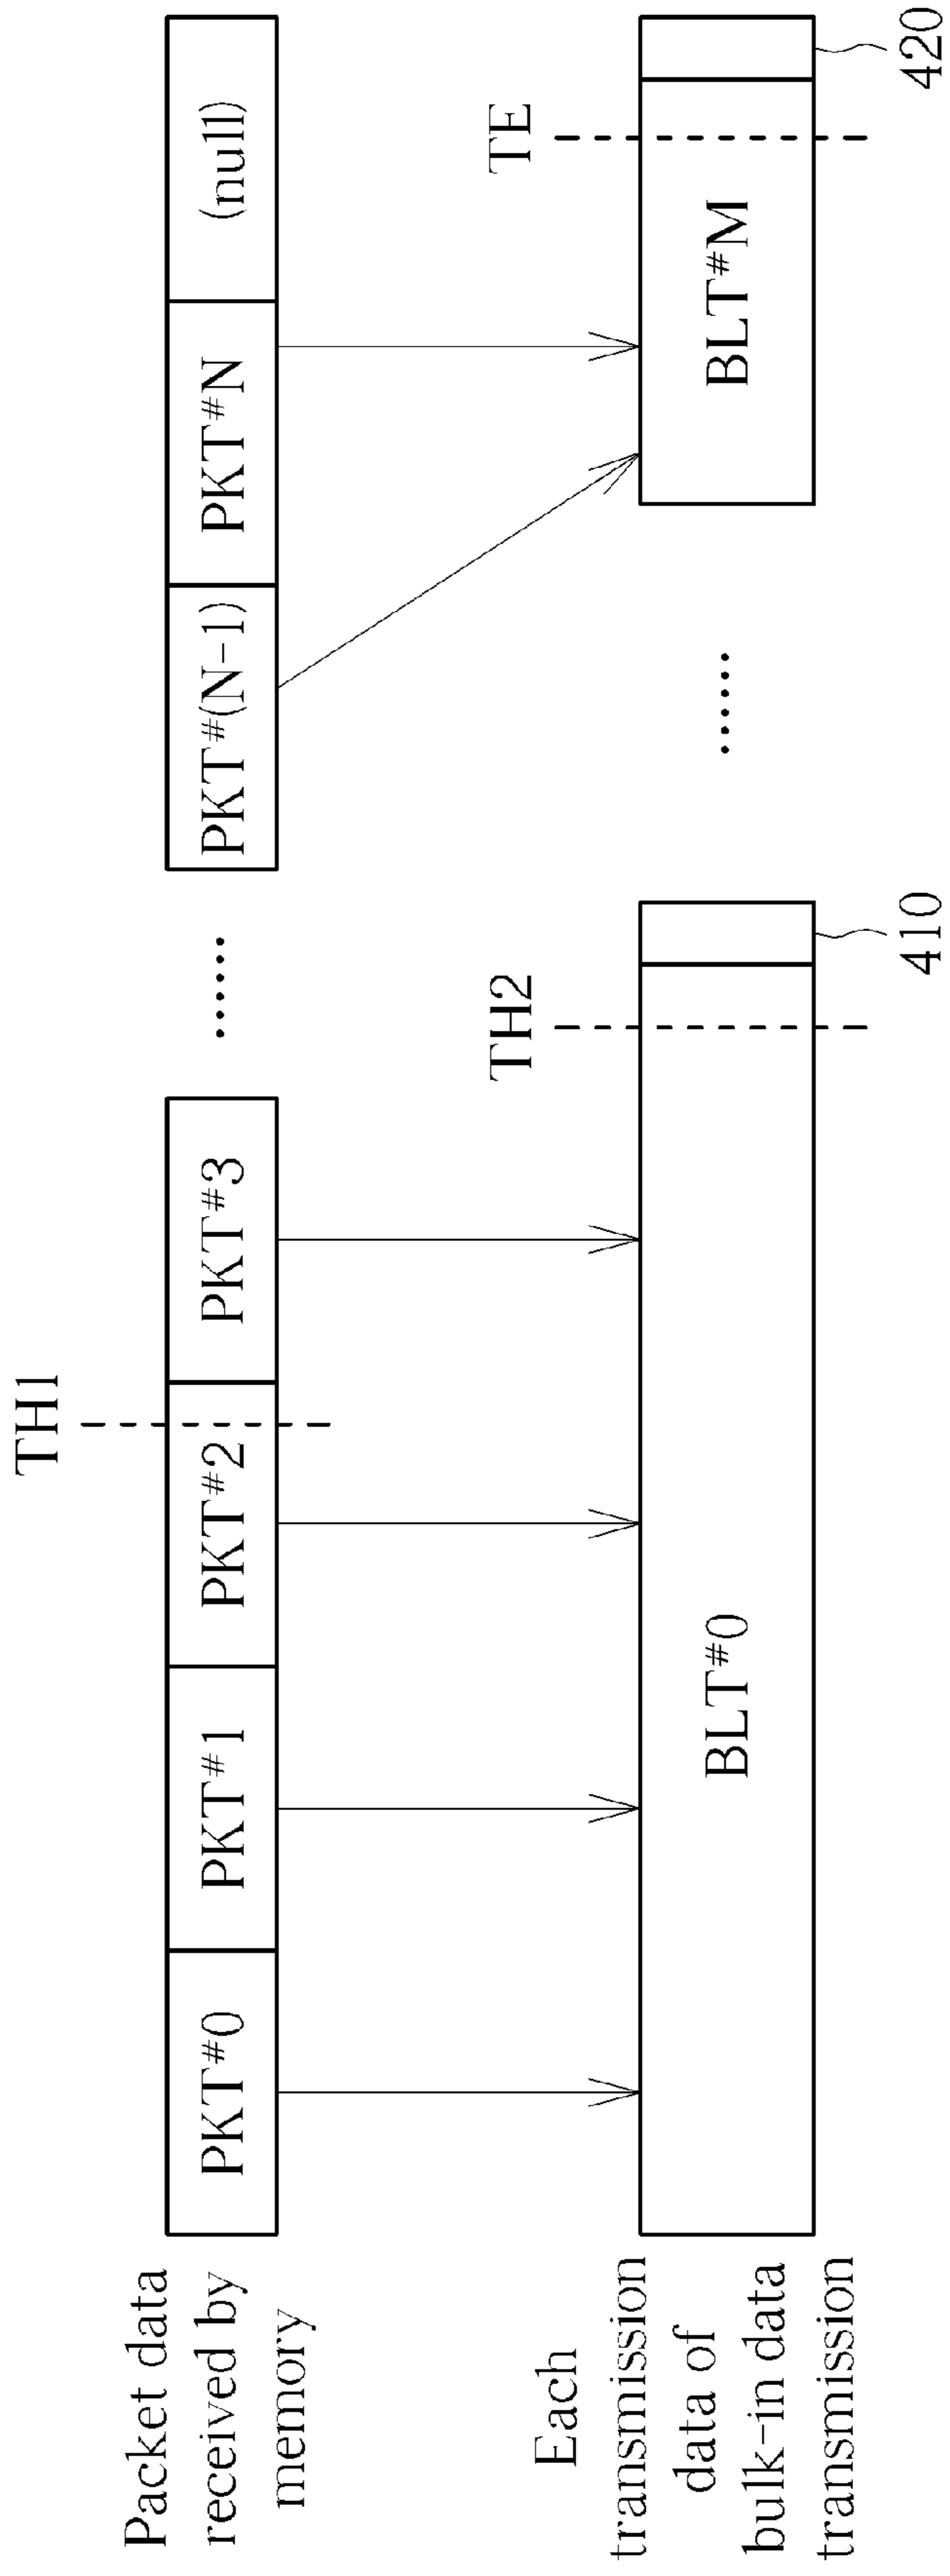 TH1
Packet data
received by
memory
PKT#0
PKT#1
PKT#2
PKT#3
......
PKT#(N-1)
PKT#N
(null)
TH2
TE
Each
transmission
data of
bulk-in data
transmission
BLT#0
......
BLT#M
410
420